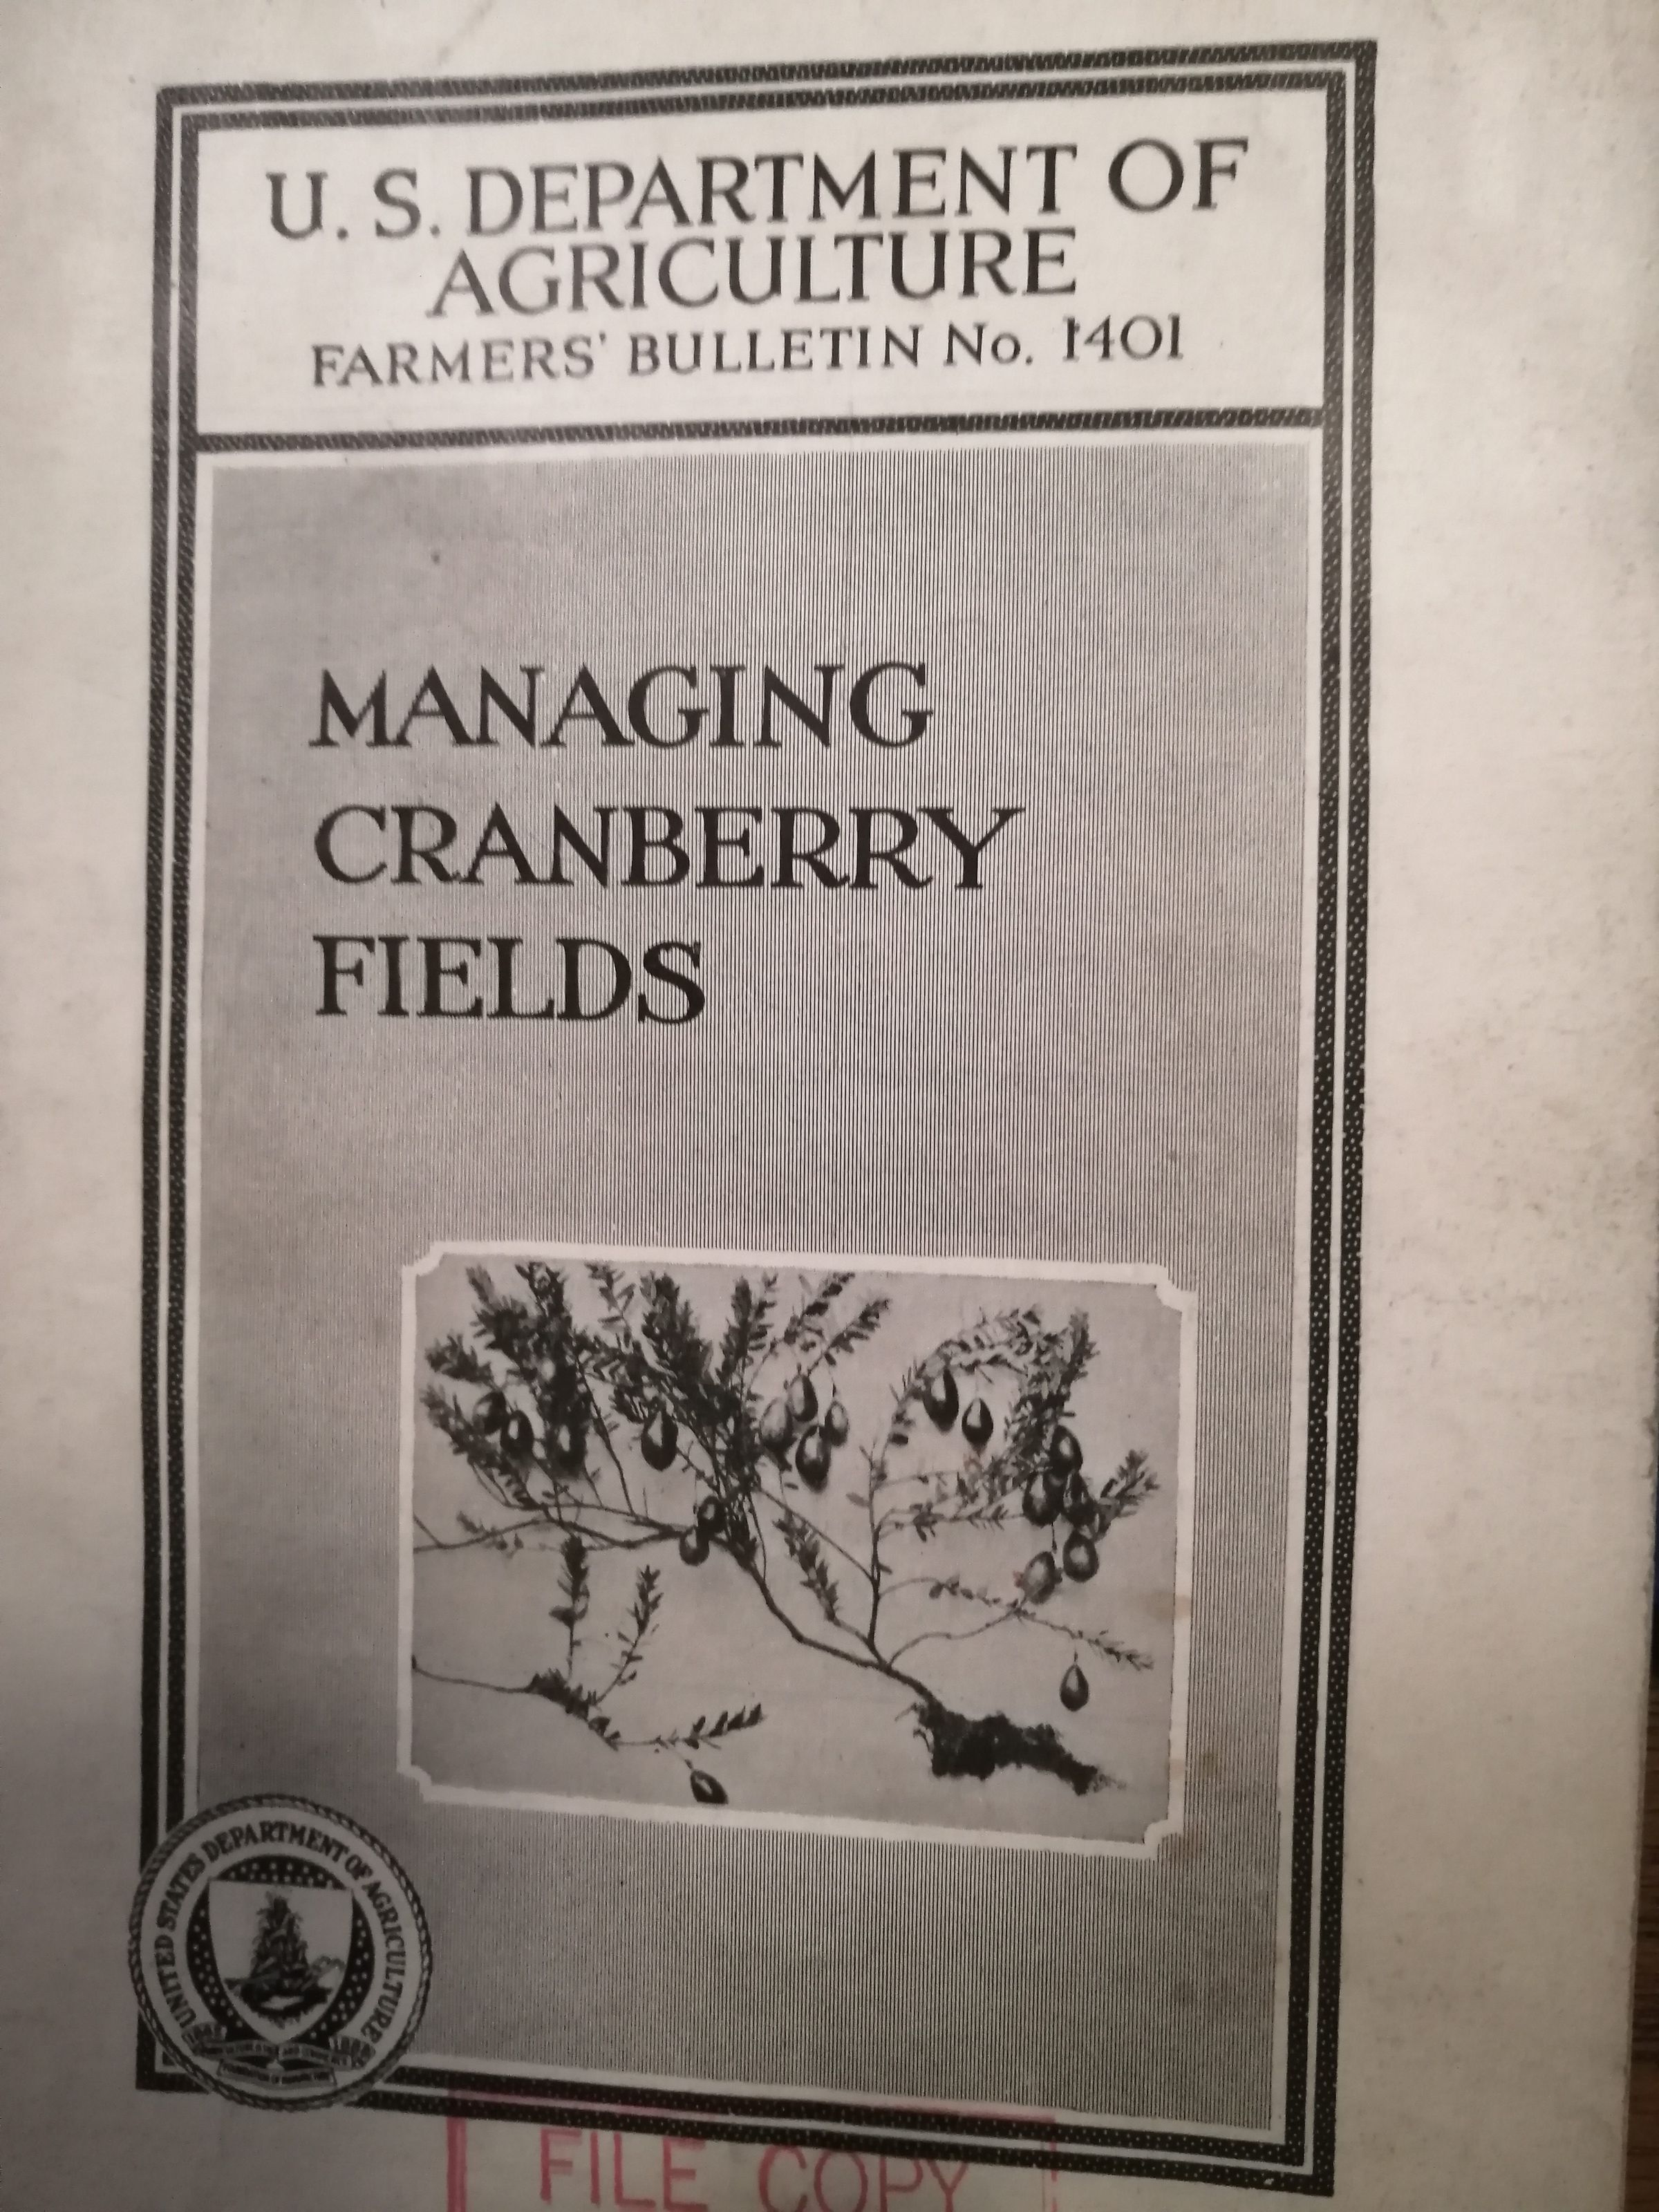 U. S. DEPARTMENT OF
AGRICULTURE
FARMERS' BULLETIN No. 1401
MANAGING
CRANBERRY
FIELDS
UNITED STATES DEPARTMENT OF AGRICULTURE
FILE COPY